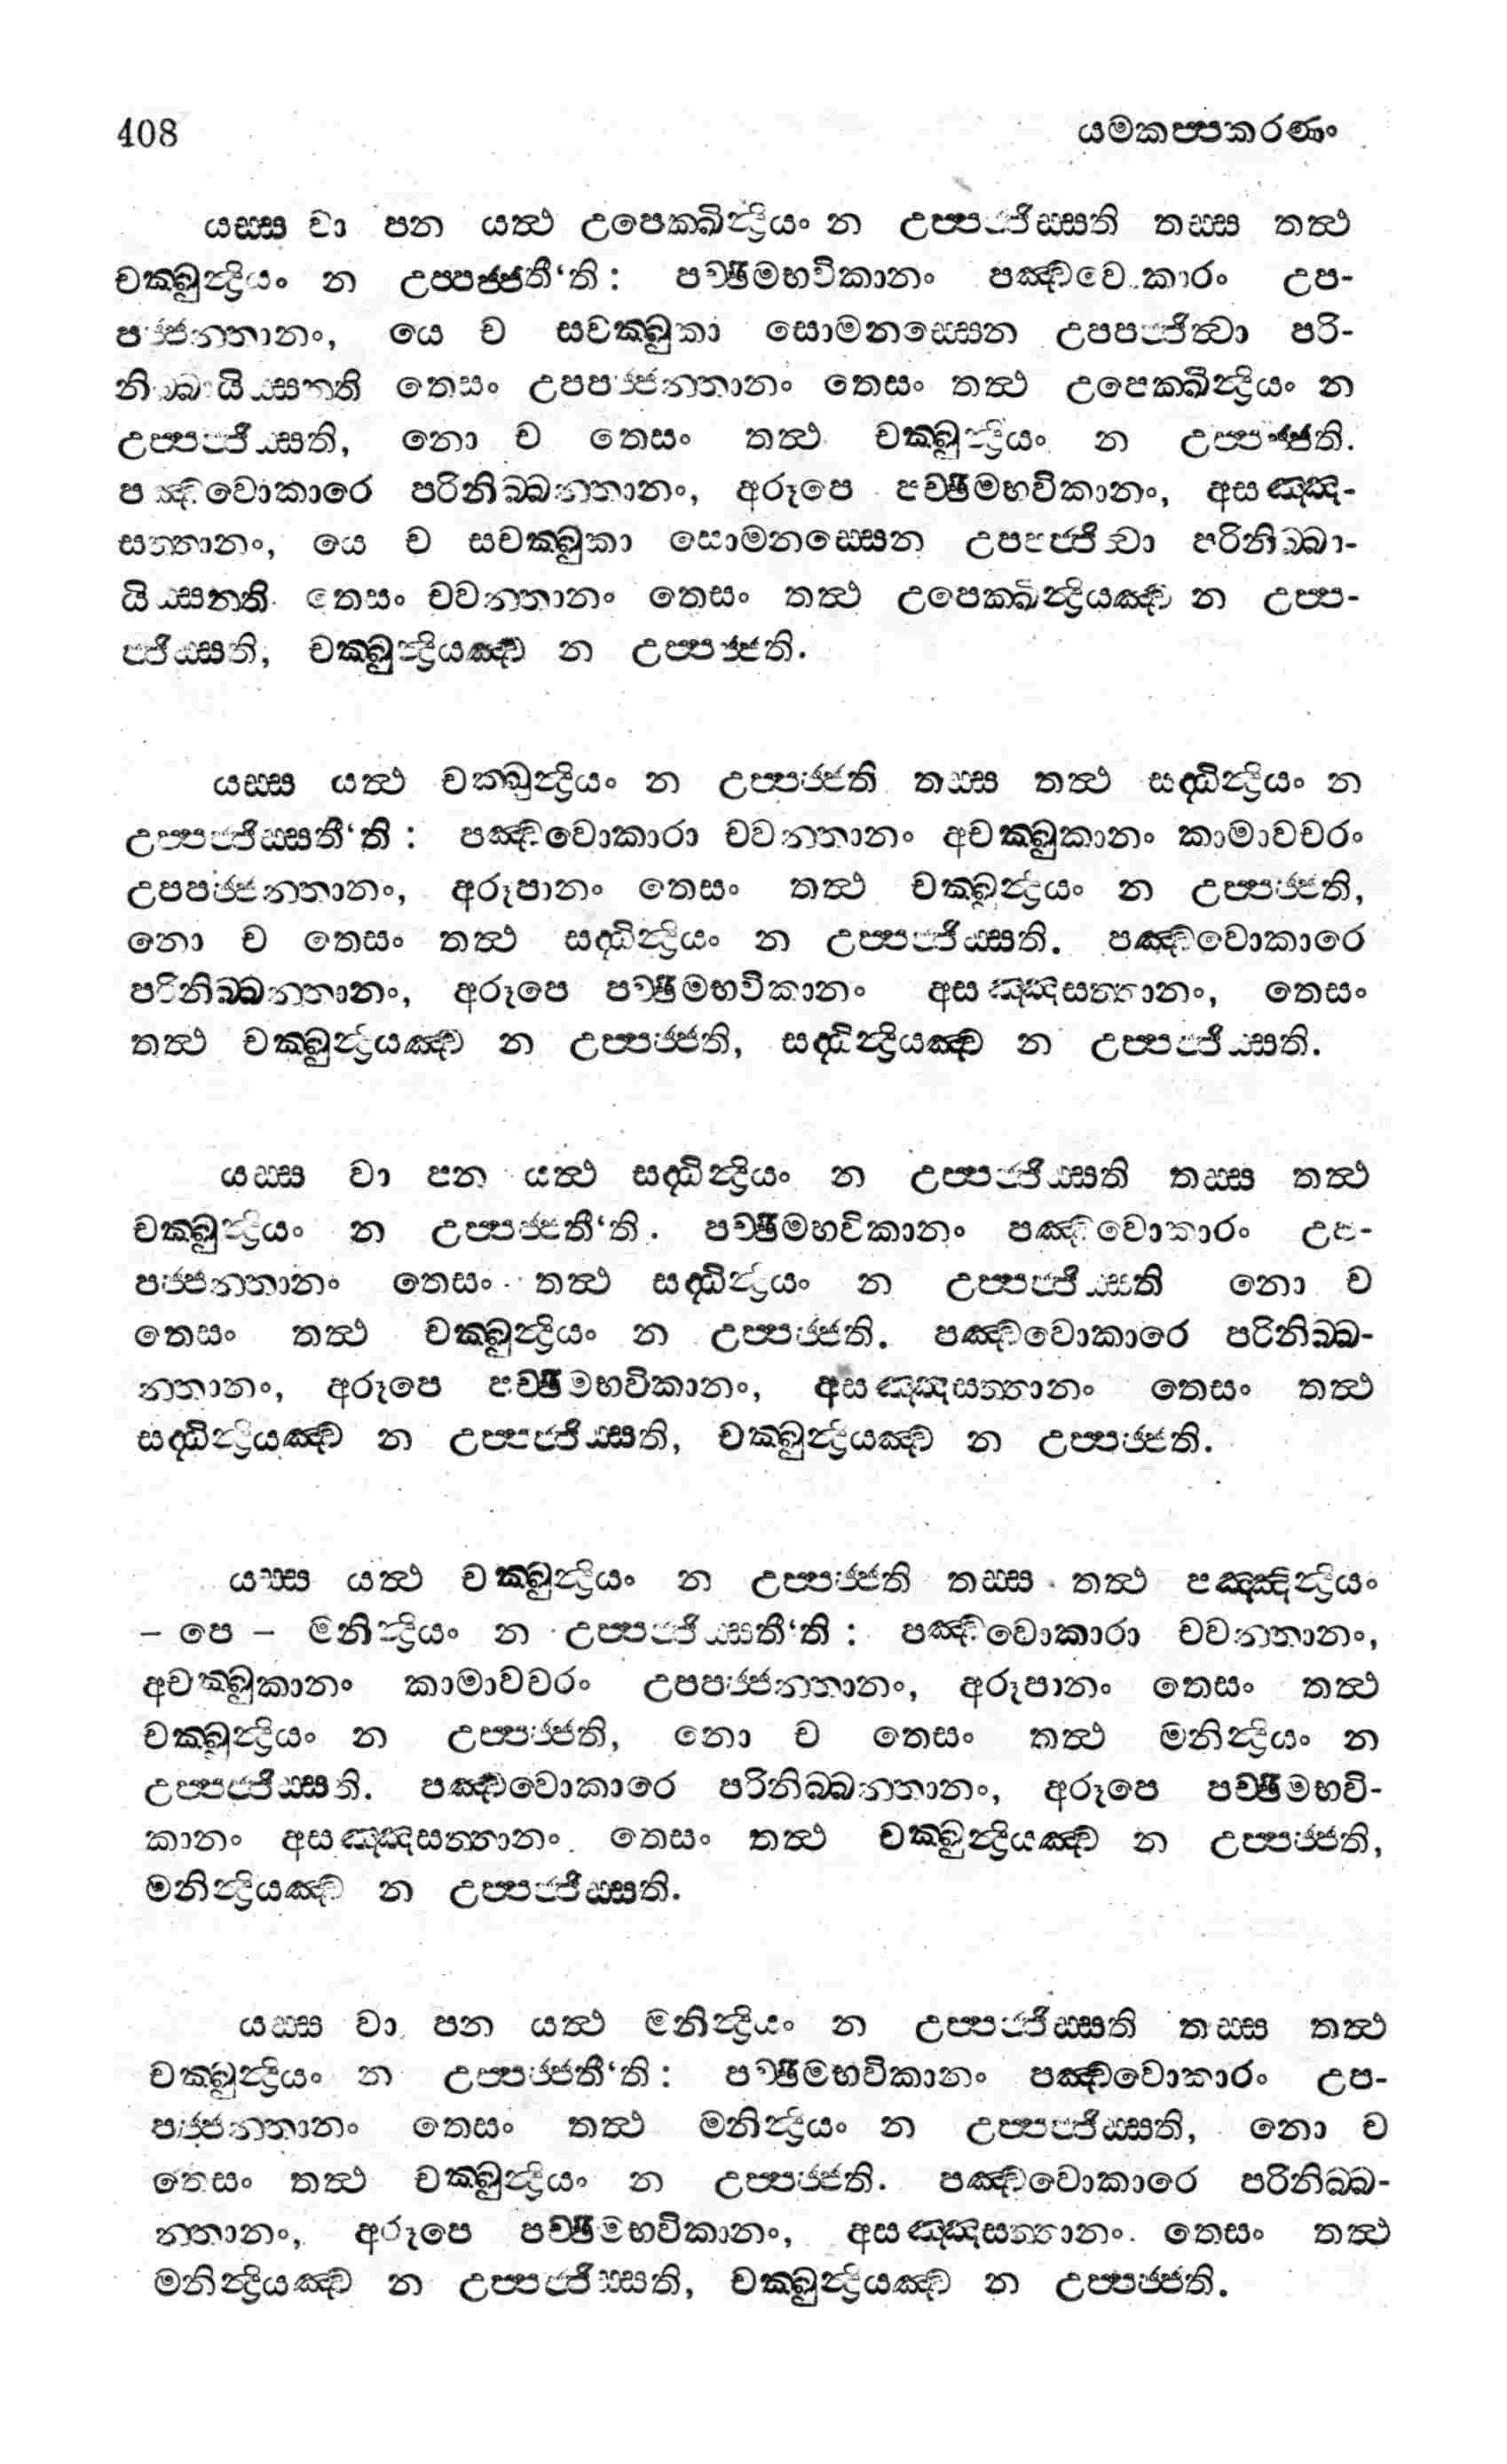 408 යමකප්පකරණං
යස්ස වා පන යත්ථ උපෙක්ඛින්ද්‍රියං න උප්පජ්ජිස්සති තස්ස තත්ථ
චක්ඛුන්ද්‍රියං න උප්පජ්ජතී‘ති : පච්ඡිමභවිකානං පඤ්චවොකාරං උප-
පජ්ජන්තානං, යෙ ච සචක්ඛුකා සොමනස්සෙන උපපජ්ජිත්වා පරි-
නිබ්බායිස්සන්ති තෙසං උපපජ්ජන්තානං තෙසං තත්ථ උපෙක්ඛින්ද්‍රියං න
උප්පජ්ජිස්සති, නො ච තෙසං තත්ථ චක්ඛුන්ද්‍රියං න උප්පජ්ජති.
පඤ්චවොකාරෙ පරිනිබ්බන්තානං, අරූපෙ පච්ඡිමභවිකානං, අසඤ්ඤ-
සත්තානං, යෙ ච සචක්ඛුකා සොමනස්සෙන උපපජ්ජිත්වා පරිනිබ්බා-
යිස්සන්ති තෙසං චවන්තානං තෙසං තත්ථ උපෙක්ඛින්ද්‍රියඤ්ච න උප්ප-
ජ්ජිස්සති, චක්ඛුන්ද්‍රියඤ්ච න උප්පජ්ජති.
යස්ස යත්ථ චක්ඛුන්ද්‍රියං න උප්පජ්ජති තස්ස තත්ථ සද්ධින්ද්‍රියං න
උප්පජ්ජිස්සතී‘ති : පඤ්චවොකාරා චවන්තානං අචක්ඛුකානං කාමාවචරං
උපපජ්ජන්තානං, අරූපානං තෙසං තත්ථ චක්ඛුන්ද්‍රියං න උප්පජ්ජති,
නො ච තෙසං තත්ථ සද්ධින්ද්‍රියං න උප්පජ්ජිස්සති. පඤ්චවොකාරෙ
පරිනිබ්බන්තානං, අරූපෙ පච්ඡිමභවිකානං අසඤ්ඤසත්තානං, තෙසං
තත්ථ චක්ඛුන්ද්‍රියඤ්ච න උප්පජ්ජති, සද්ධින්ද්‍රියඤ්ච න උප්පජ්ජිස්සති.
යස්ස වා පන යත්ථ සද්ධින්ද්‍රියං න උප්පජ්ජිස්සති තස්ස තත්ථ
චක්ඛුන්ද්‍රියං න උප්පජ්ජතී‘ති. පච්ඡිමභවිකානං පඤ්චවොකාරං උප-
පජ්ජන්තානං තෙසං තත්ථ සද්ධින්ද්‍රියං න උප්පජ්ජිස්සති නො ච
තෙසං තත්ථ චක්ඛුන්ද්‍රියං න උප්පජ්ජති. පඤ්චවොකාරෙ පරිනිබ්බ-
න්තානං, අරූපෙ පච්ඡිමභවිකානං, අසඤ්ඤසත්තානං තෙසං තත්ථ
සද්ධින්ද්‍රියඤ්ච න උප්පජ්ජිස්සති, චක්ඛුන්ද්‍රියඤ්ච න උප්පජ්ජති.
යස්ස යත්ථ චක්ඛුන්ද්‍රියං න උප්පජ්ජති තස්ස තත්ථ පඤ්ඤින්ද්‍රියං
– පෙ – මනින්ද්‍රියං න උප්පජ්ජිස්සතී‘ති : පඤ්චවොකාරා චවන්තානං,
අචක්ඛුකානං කාමාවචරං උපපජ්ජන්තානං, අරූපානං තෙසං තත්ථ
චක්ඛුන්ද්‍රියං න උප්පජ්ජති, නො ච තෙසං තත්ථ මනින්ද්‍රියං න
උප්පජ්ජිස්සති. පඤ්චවොකාරෙ පරිනිබ්බන්තානං, අරූපෙ පච්ඡිමභවි-
කානං අසඤ්ඤසත්තානං තෙසං තත්ථ චක්ඛුන්ද්‍රියඤ්ච න උප්පජ්ජති,
මනින්ද්‍රියඤ්ච න උප්පජ්ජිස්සති.
යස්ස වා පන යත්ථ මනින්ද්‍රියං න උප්පජ්ජිස්සති තස්ස තත්ථ
චක්ඛුන්ද්‍රියං න උප්පජ්ජතී‘ති : පච්ඡිමභවිකානං පඤ්චවොකාරං උප-
පජ්ජන්තානං තෙසං තත්ථ මනින්ද්‍රියං න උප්පජ්ජිස්සති, නො ච
තෙසං තත්ථ චක්ඛුන්ද්‍රියං න උප්පජ්ජති. පඤ්චවොකාරෙ පරිනිබ්බ-
න්තානං, අරූපෙ පච්ඡිමභවිකානං, අසඤ්ඤසත්තානං තෙසං තත්ථ
මනින්ද්‍රියඤ්ච න උප්පජ්ජිස්සති, චක්ඛුන්ද්‍රියඤ්ච න උප්පජ්ජති.